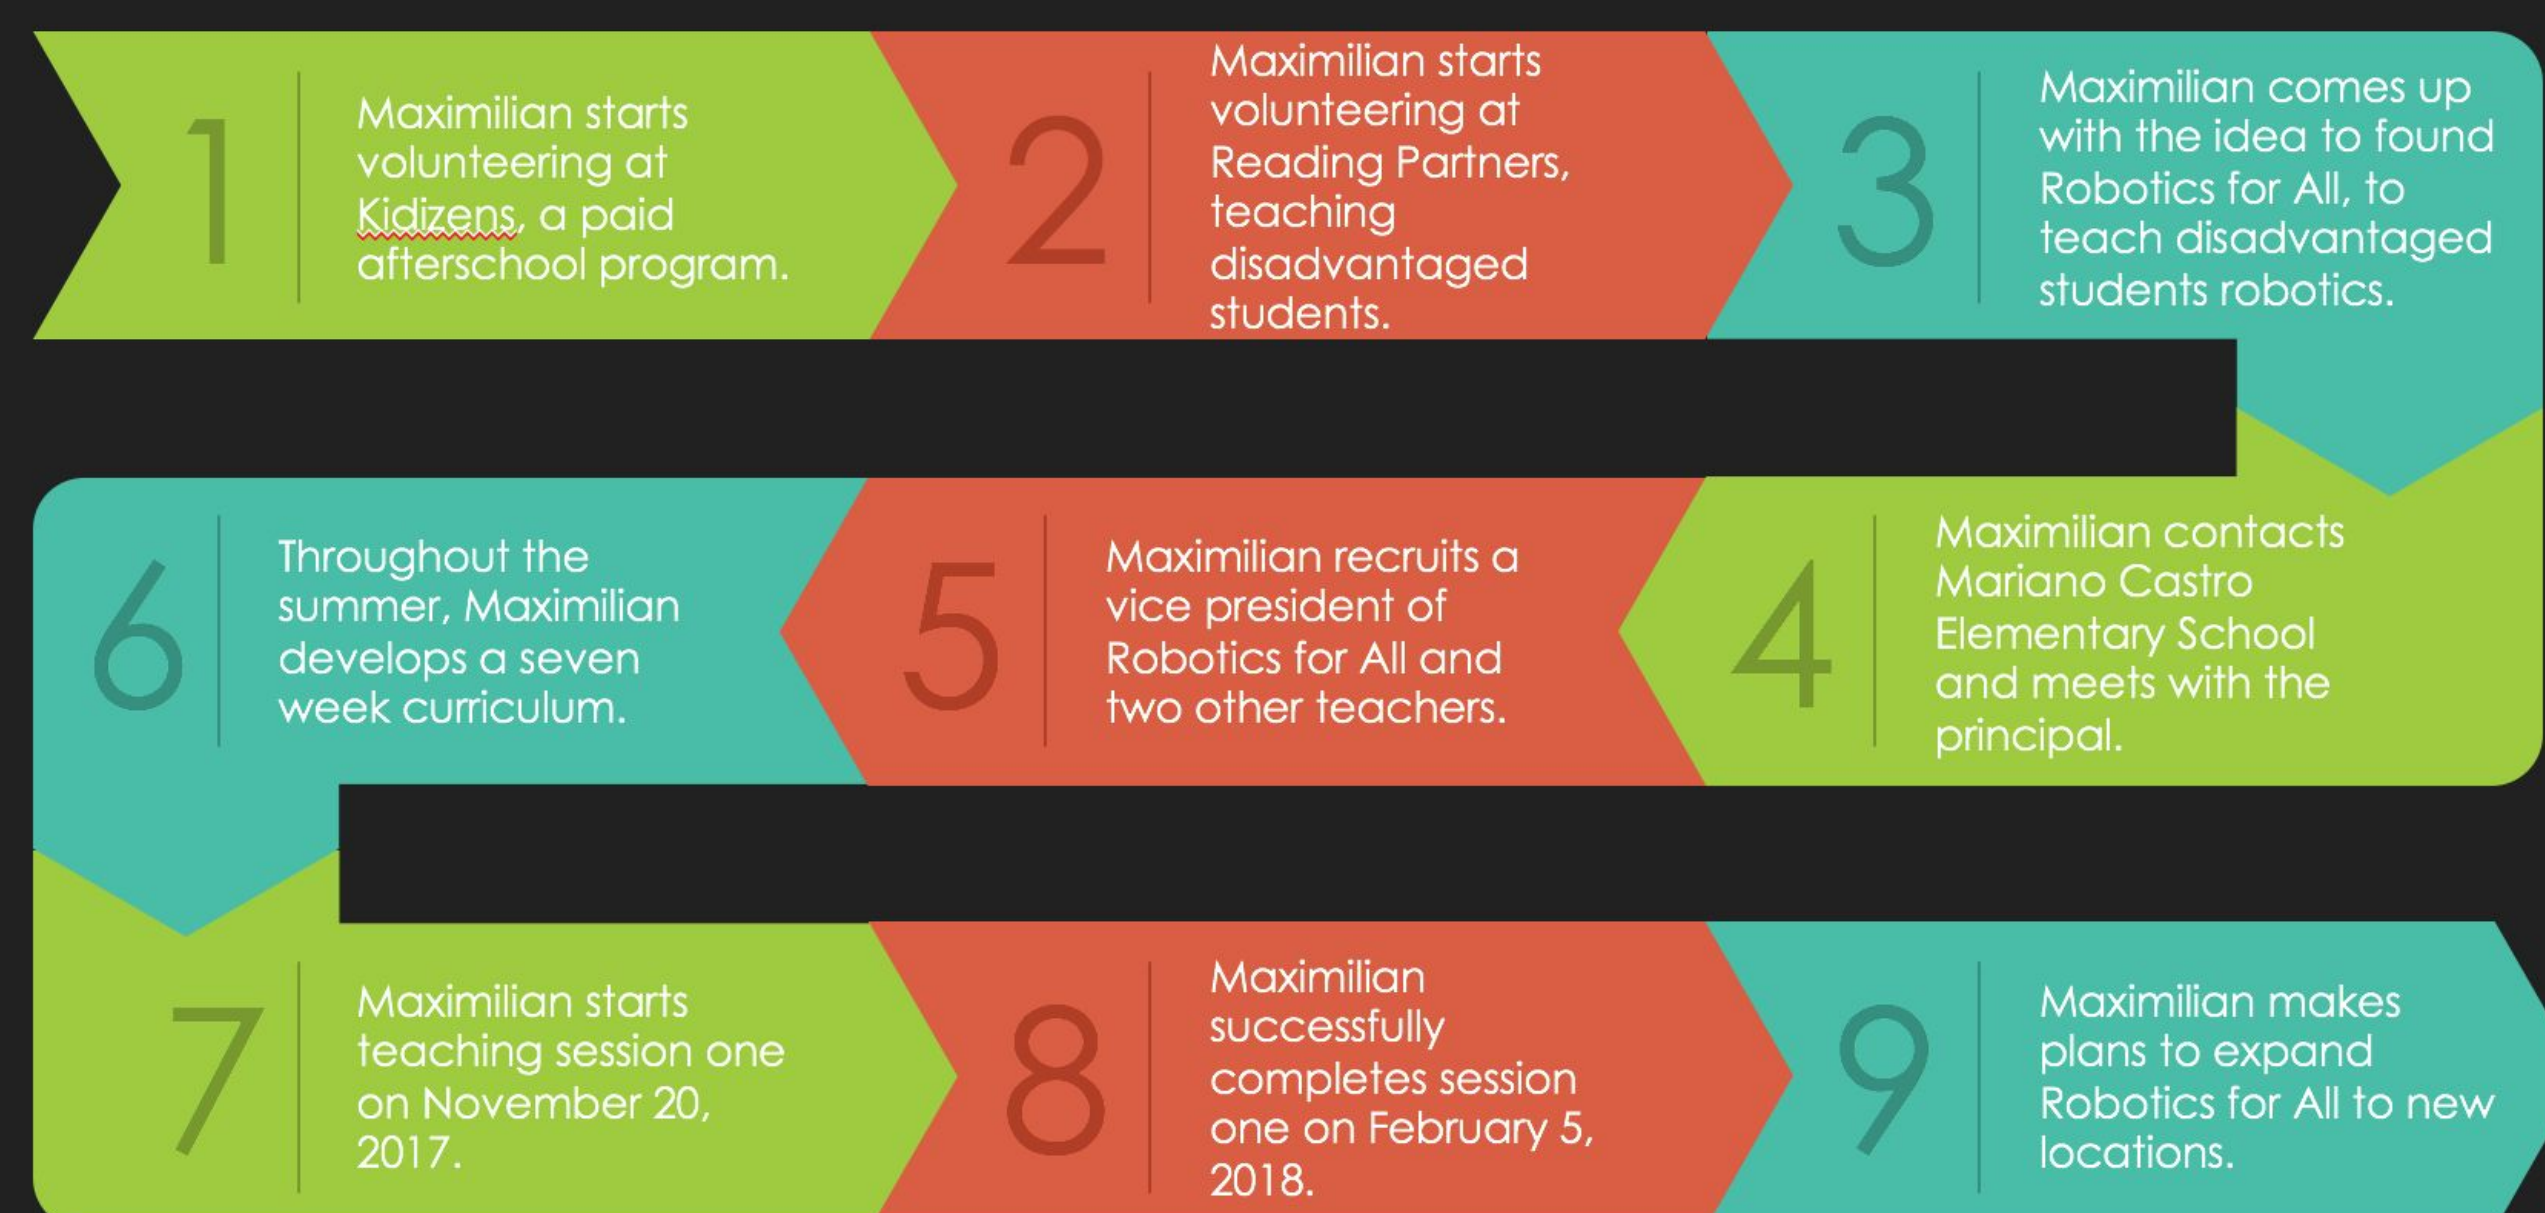 1
Maximilian starts
volunteering at
Kidizens, a paid
afterschool program.
2
Maximilian starts
volunteering at
Reading Partners,
teaching
disadvantaged
students.
3
Maximilian comes up
with the idea to found
Robotics for All, to
teach disadvantaged
students robotics.
4
Maximilian contacts
Mariano Castro
Elementary School
and meets with the
principal.
5
Maximilian recruits a
vice president of
Robotics for All and
two other teachers.
6
Throughout the
summer, Maximilian
develops a seven
week curriculum.
7
Maximilian starts
teaching session one
on November 20,
2017.
8
Maximilian
successfully
completes session
one on February 5,
2018.
9
Maximilian makes
plans to expand
Robotics for All to new
locations.